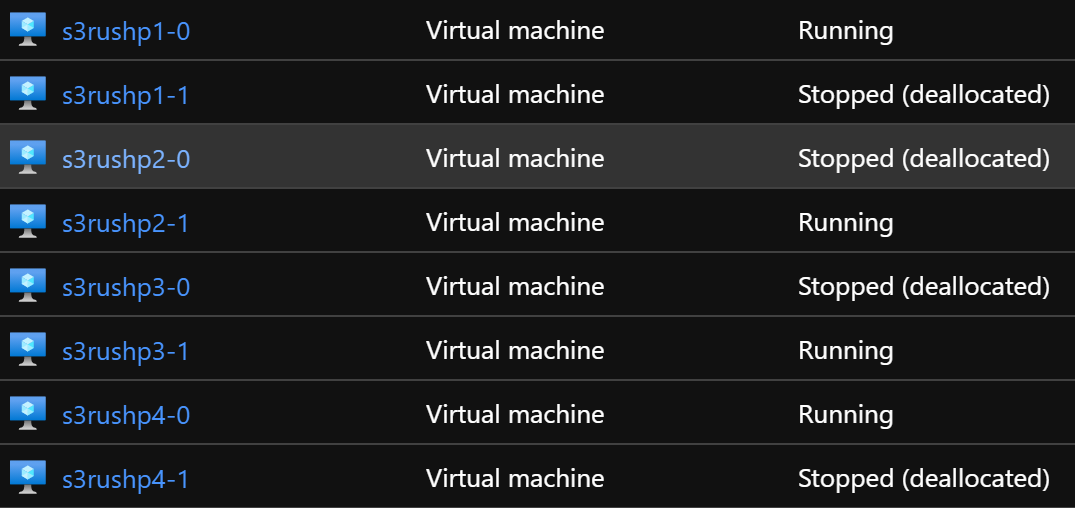 s3rushp1-0 Virtual machine Running
s3rushp1-1 Virtual machine Stopped (deallocated)
s3rushp2-0 Virtual machine Stopped (deallocated)
s3rushp2-1 Virtual machine Running
s3rushp3-0 Virtual machine Stopped (deallocated)
s3rushp3-1 Virtual machine Running
s3rushp4-0 Virtual machine Running
s3rushp4-1 Virtual machine Stopped (deallocated)